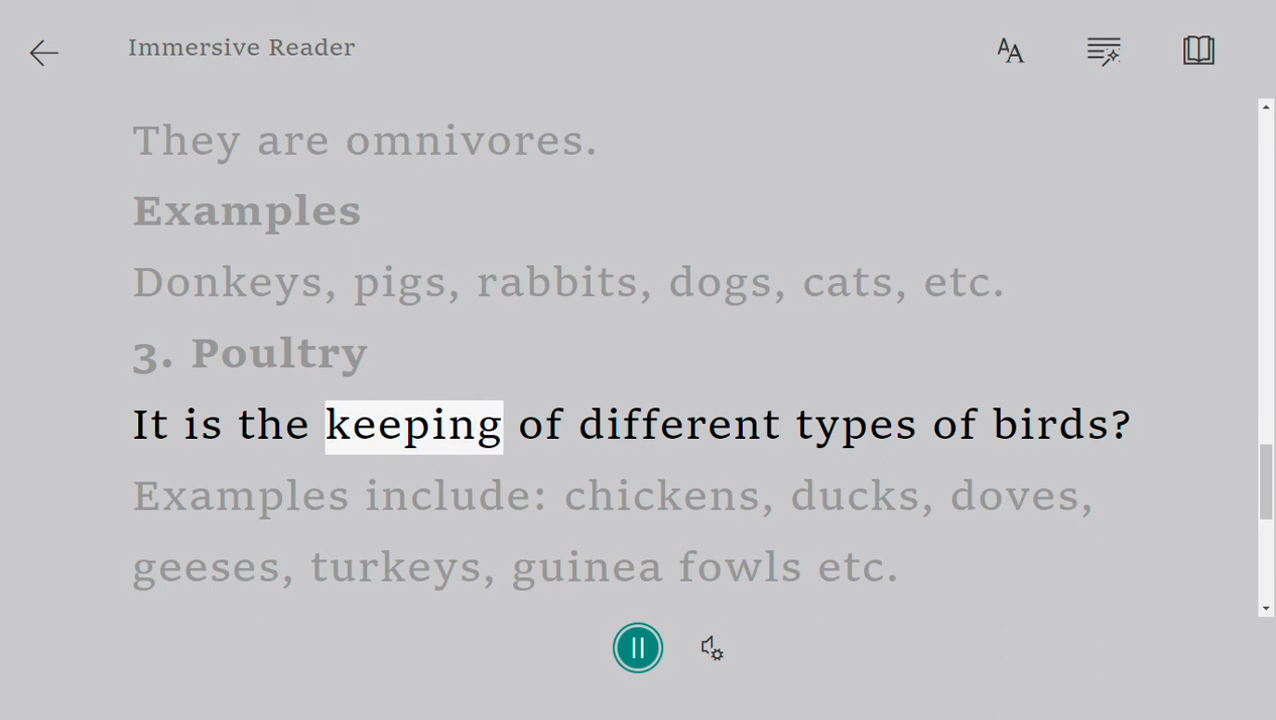 Immersive Reader
They are omnivores.
Examples
Donkeys, pigs, rabbits, dogs, cats, etc.
3. Poultry
It is the keeping of different types of birds?
Examples include: chickens, ducks, doves,
geeses, turkeys, guinea fowls etc.